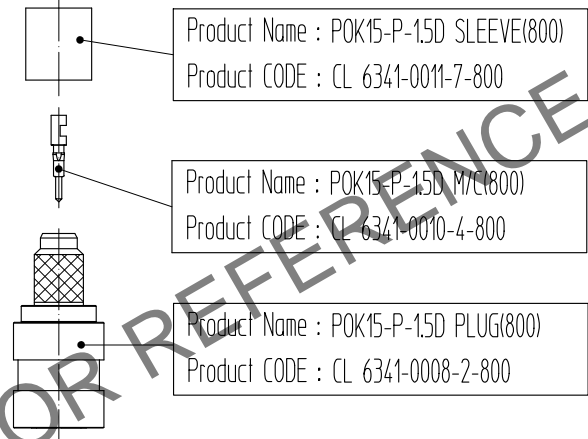 Product Name : POK15-P-1.5D SLEEVE(800)
Product CODE : CL 6341-0011-7-800
Product Name : POK15-P-1.5D M/C(800)
Product CODE : CL 6341-0010-4-800
Product Name : POK15-P-1.5D PLUG(800)
Product CODE : CL 6341-0008-2-800
OR REFERENCE